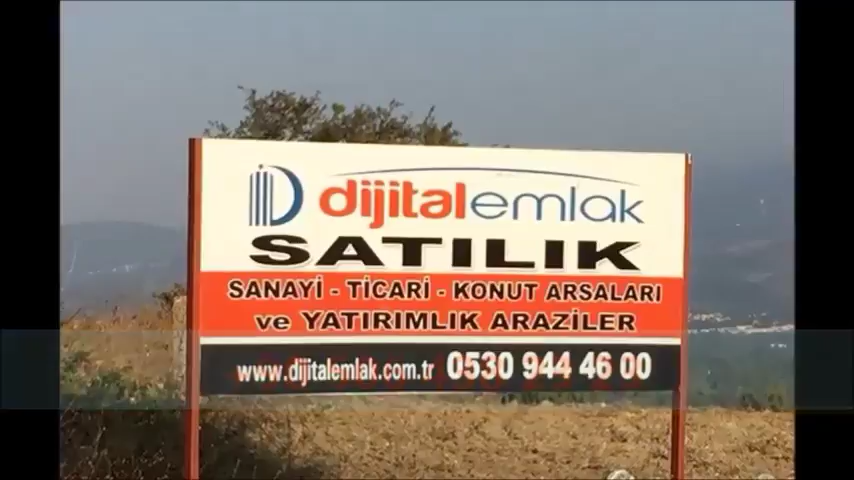 dijitalemlak
SATILIK
SANAYİ - TİCARİ - KONUT ARSALARI
ve YATIRIMLIK ARAZİLER
www.dijitalemlak.com.tr 0530 944 46 00